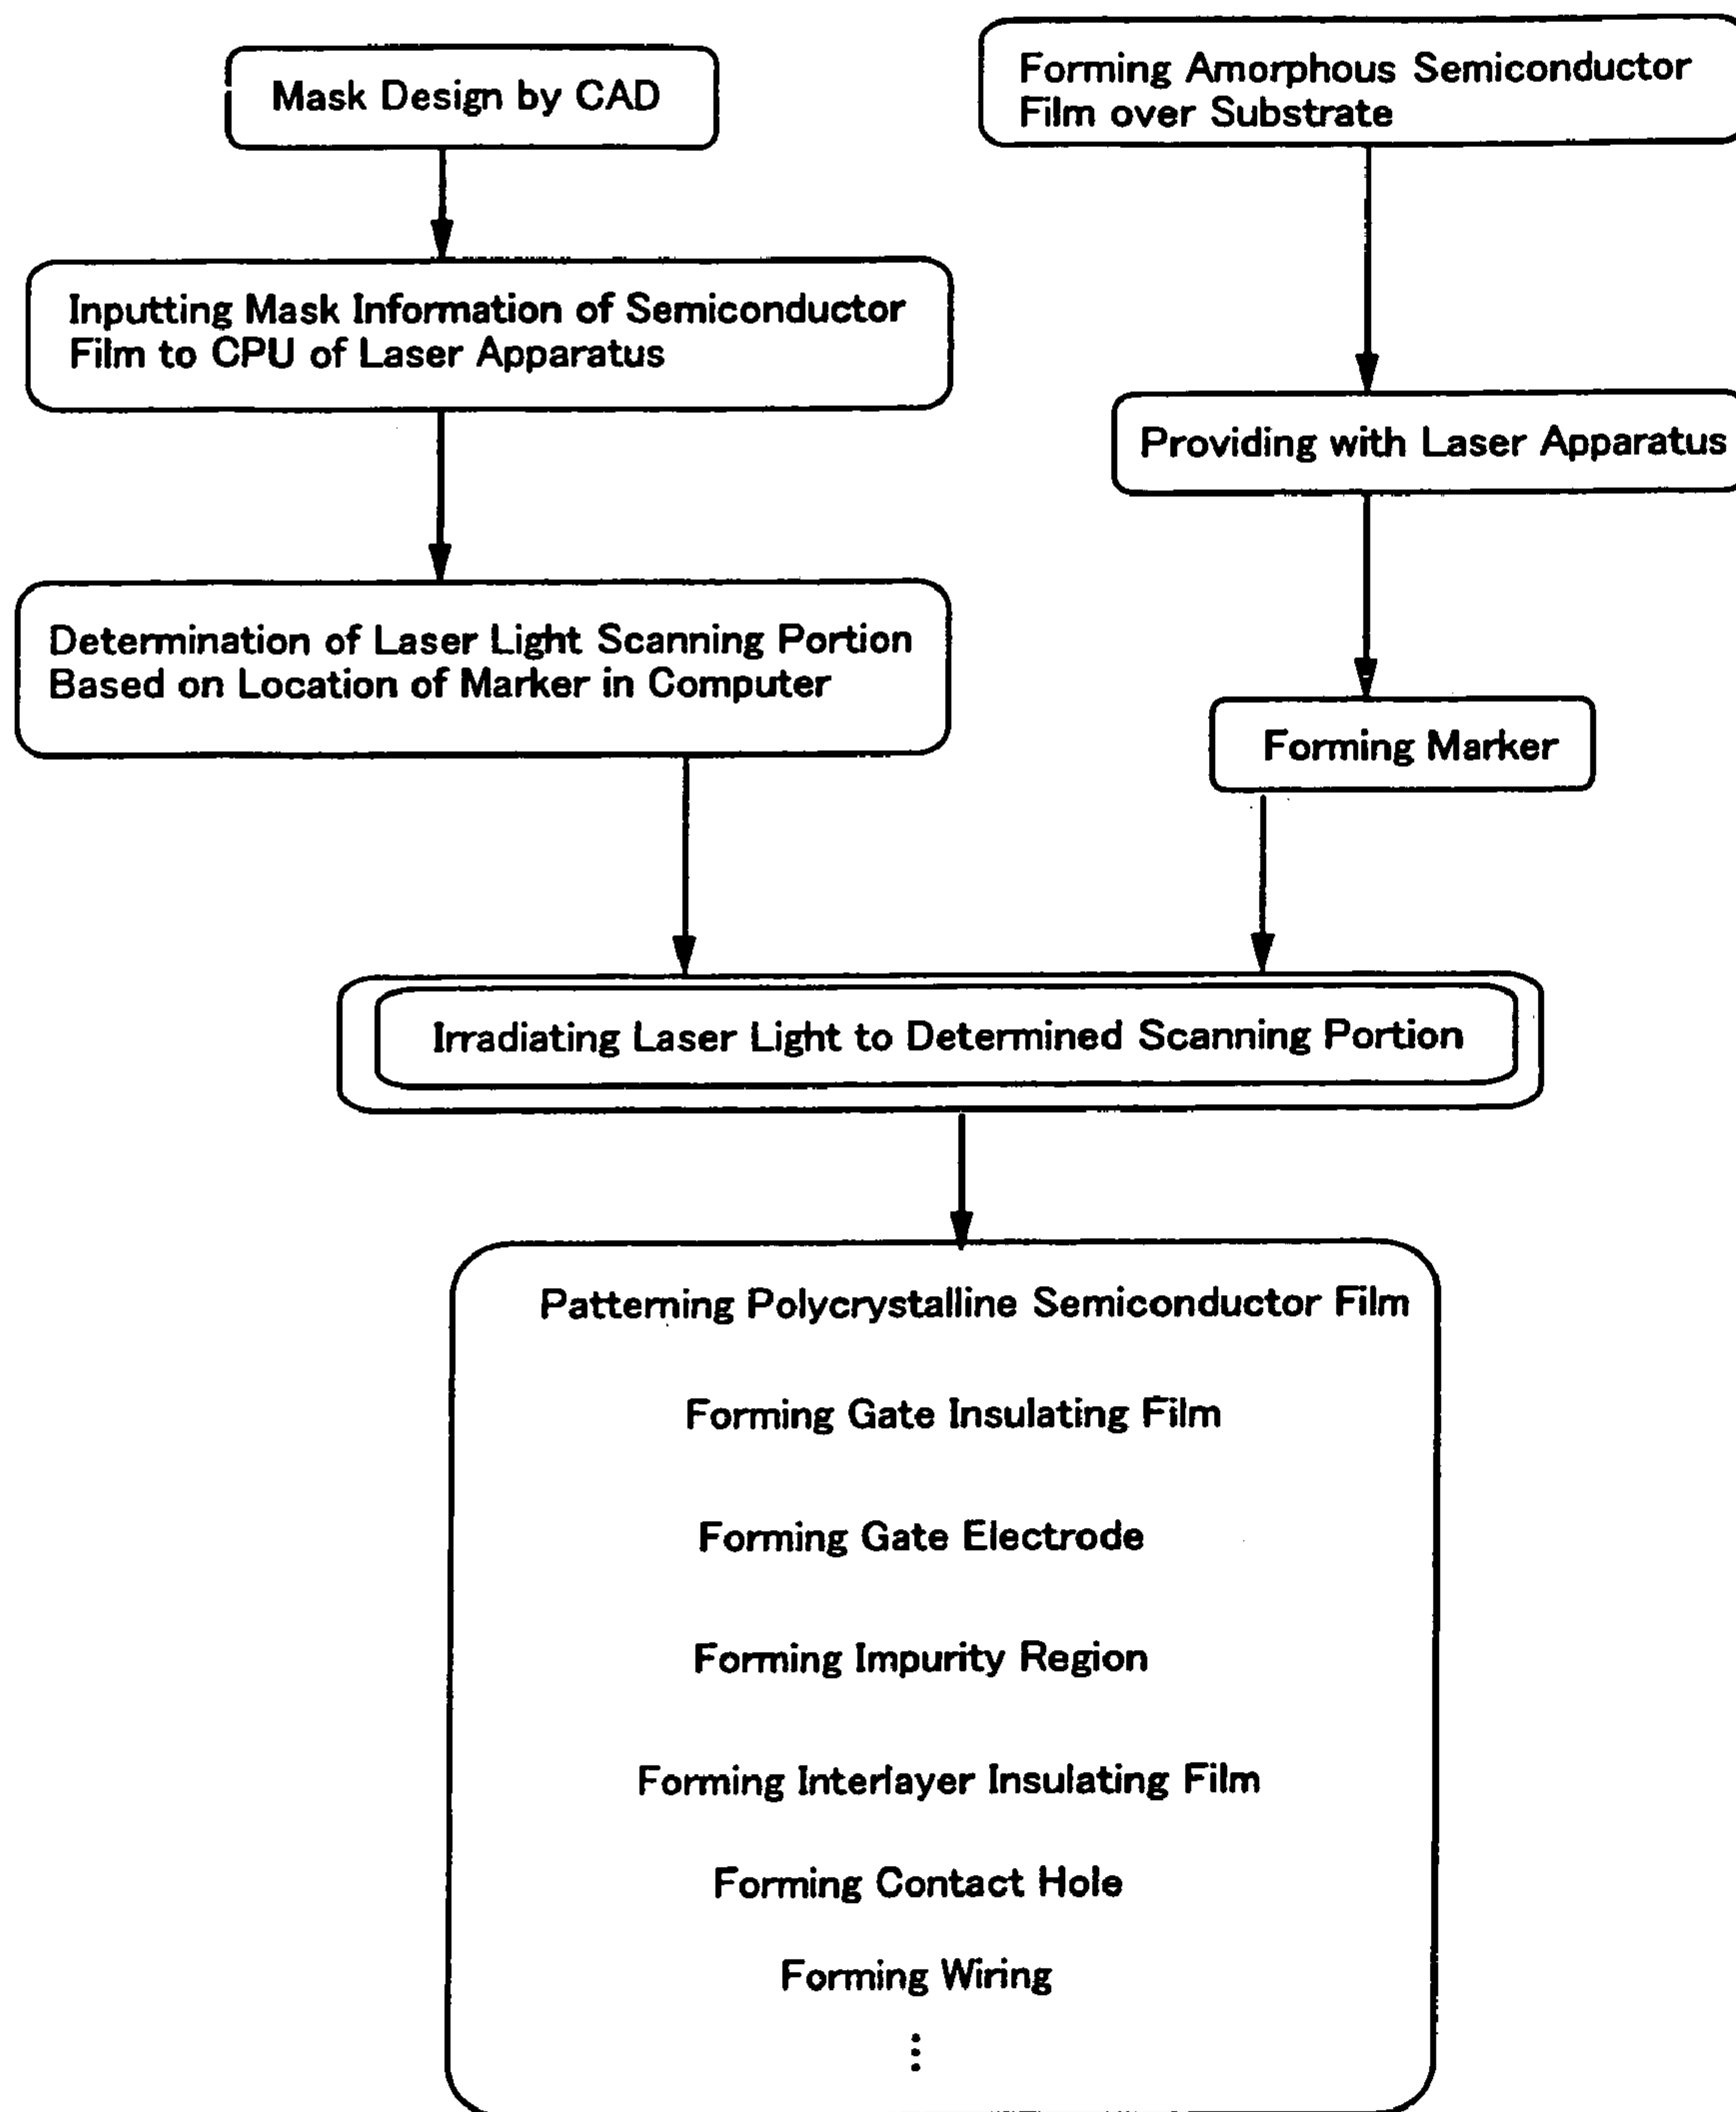 Mask Design by CAD
Forming Amorphous Semiconductor
Film over Substrate
Inputting Mask Information of Semiconductor
Film to CPU of Laser Apparatus
Providing with Laser Apparatus
Determination of Laser Light Scanning Portion
Based on Location of Marker in Computer
Forming Marker
Irradiating Laser Light to Determined Scanning Portion
Patterning Polycrystalline Semiconductor Film
Forming Gate Insulating Film
Forming Gate Electrode
Forming Impurity Region
Forming Interlayer Insulating Film
Forming Contact Hole
Forming Wiring
⋮